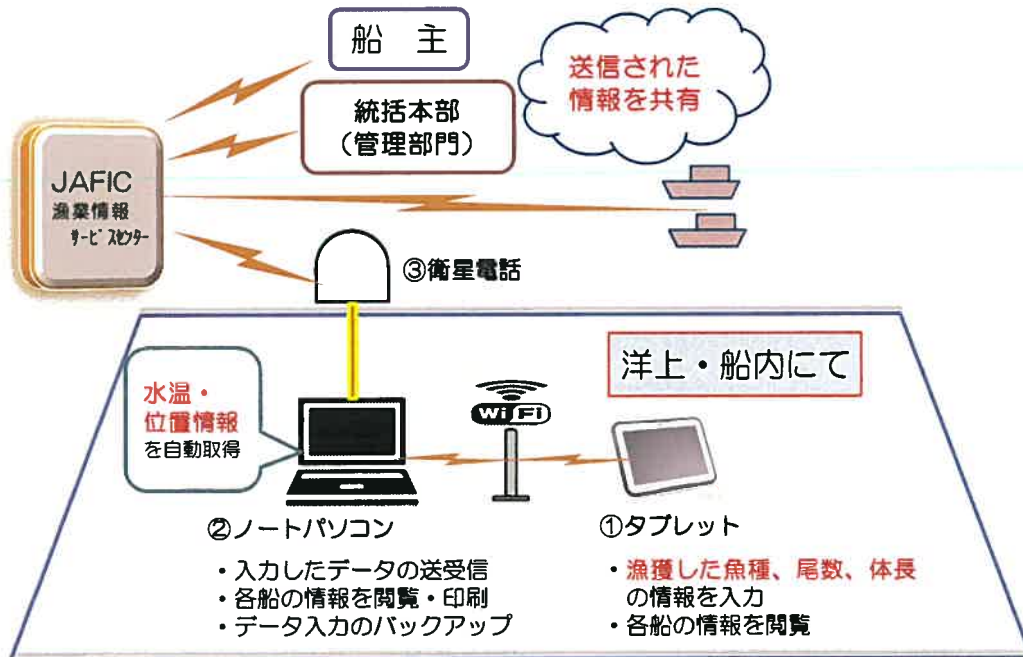 船 主
統括本部
(管理部門)
送信された
情報を共有
JAFIC
漁業情報
サービスセンター
③衛星電話
洋上・船内にて
水温・
位置情報
を自動取得
WiFi
②ノートパソコン
・入力したデータの送受信
・各船の情報を閲覧・印刷
・データ入力のバックアップ
①タブレット
・漁獲した魚種、尾数、体長
の情報を入力
・各船の情報を閲覧